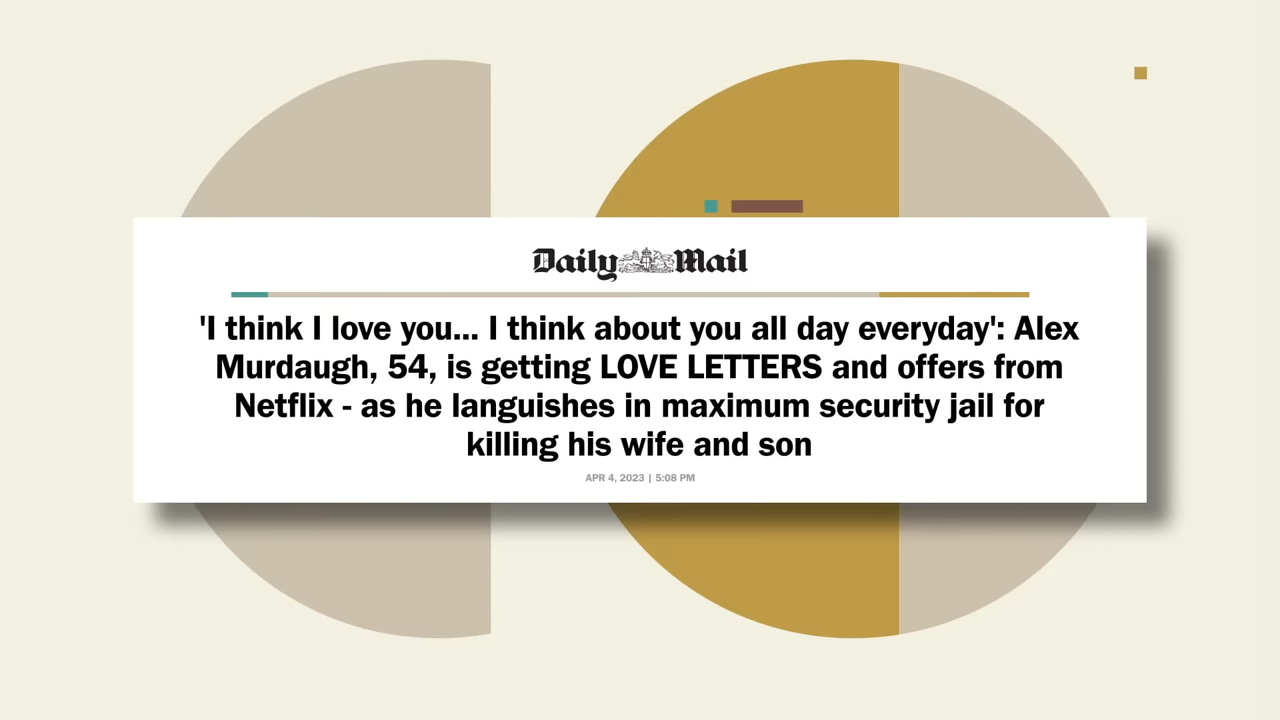 Daily Mail
'I think I love you... I think about you all day everyday': Alex
Murdaugh, 54, is getting LOVE LETTERS and offers from
Netflix - as he languishes in maximum security jail for
killing his wife and son
APR 4, 2023 | 5:08 PM